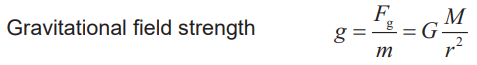 Gravitational field strength g = F_g / m = G M / r^2